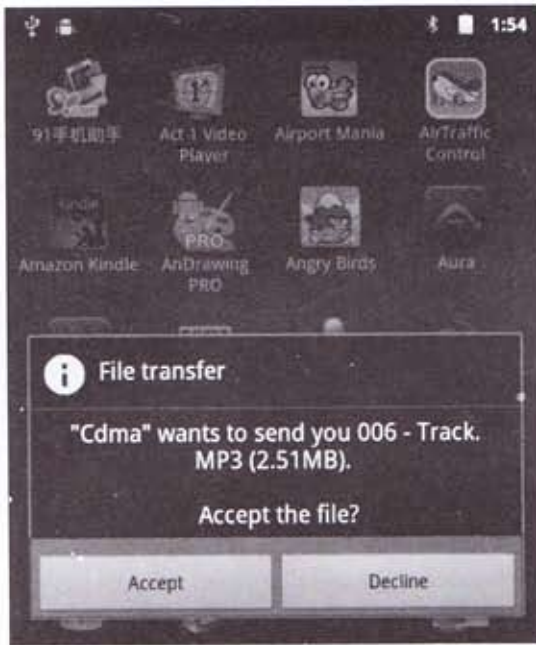 1:54
91手机助手
Act 1 Video
Player
Airport Mania
AirTraffic
Control
kindle
Amazon Kindle
PRO
AnDrawing
PRO
Angry Birds
Aura
File transfer
"Cdma" wants to send you 006 - Track.
MP3 (2.51MB).
Accept the file?
Accept
Decline